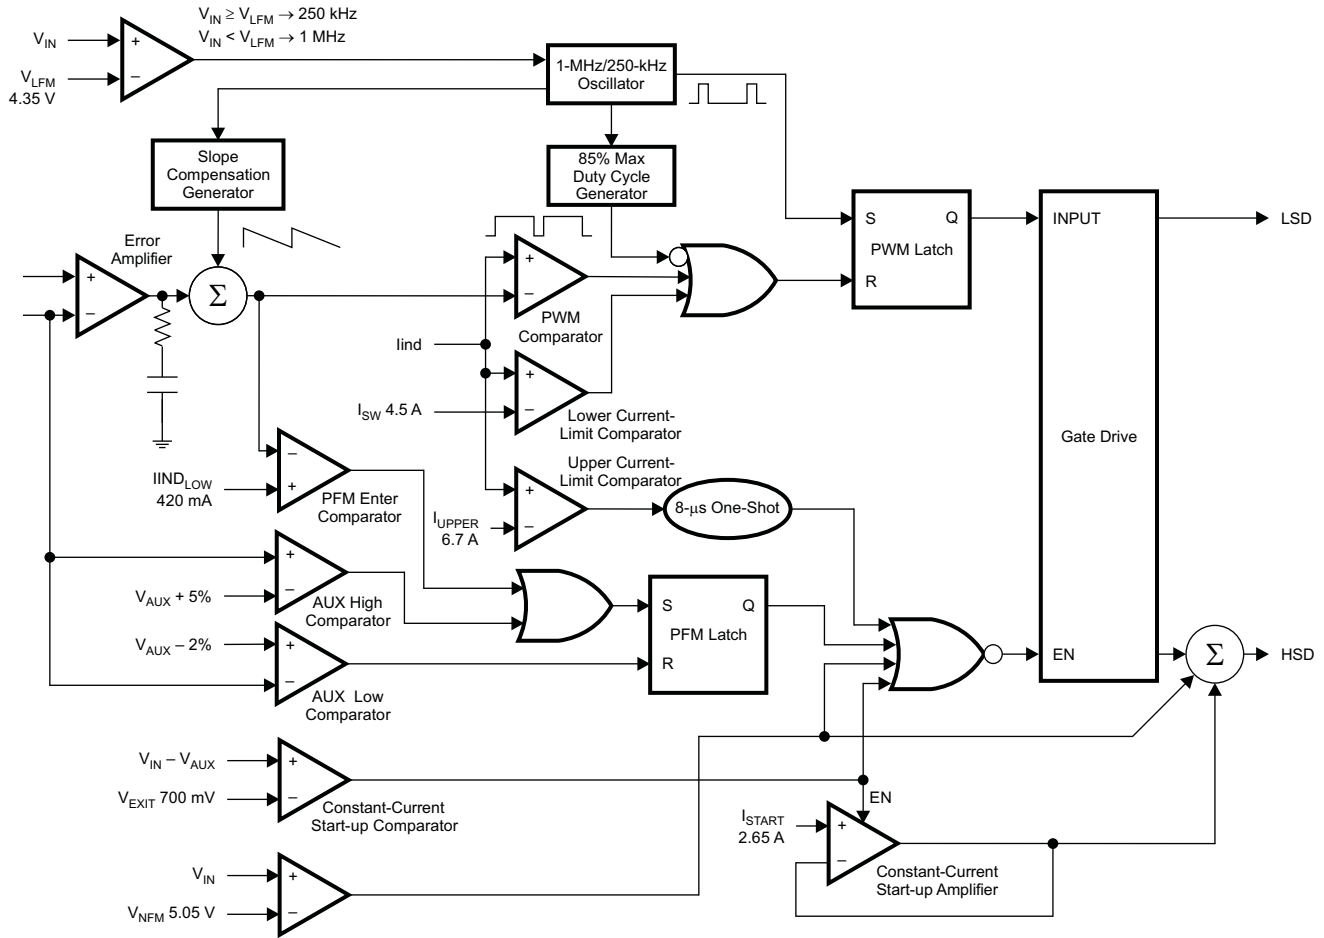 V_IN ≥ V_LFM → 250 kHz
V_IN < V_LFM → 1 MHz
V_IN
+
V_LFM
4.35 V
−
1-MHz/250-kHz
Oscillator
Slope
Compensation
Generator
85% Max
Duty Cycle
Generator
Error
Amplifier
+
−
Σ
+
−
PWM
Comparator
S
Q
PWM Latch
R
INPUT
LSD
Iind
+
−
I_SW 4.5 A
Lower Current-
Limit Comparator
Gate Drive
−
+
IIND_LOW
420 mA
PFM Enter
Comparator
Upper Current-
Limit Comparator
+
−
I_UPPER
6.7 A
8-μs One-Shot
+
−
V_AUX + 5%
AUX High
Comparator
S
Q
PFM Latch
R
V_AUX – 2%
+
−
AUX Low
Comparator
EN
Σ
HSD
V_IN – V_AUX
+
−
V_EXIT 700 mV
Constant-Current
Start-up Comparator
EN
I_START
2.65 A
+
−
Constant-Current
Start-up Amplifier
V_IN
+
−
V_NFM 5.05 V